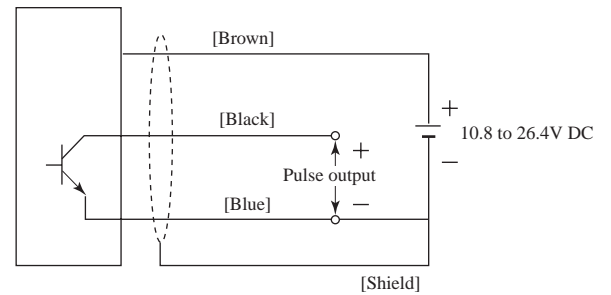 [Brown]
[Black]
+
10.8 to 26.4V DC
+
Pulse output
−
−
[Blue]
[Shield]